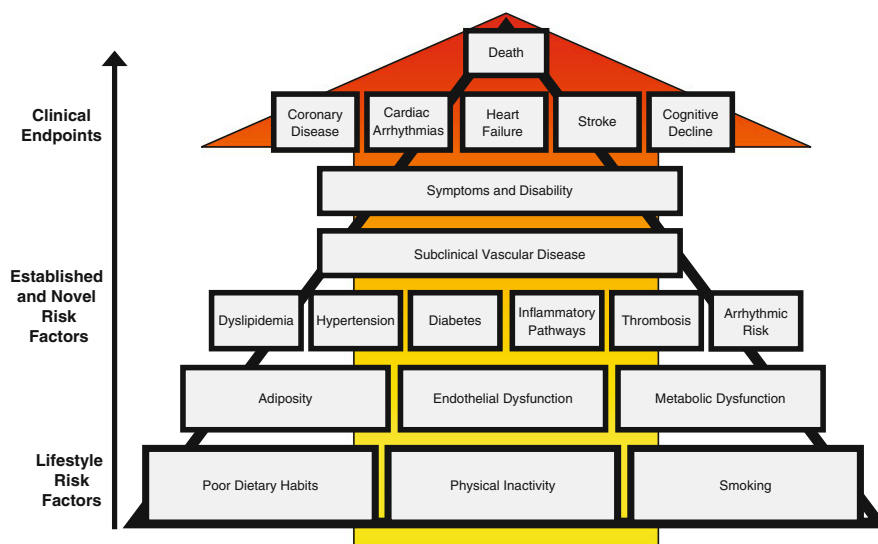 Death
Clinical
Endpoints
Coronary
Disease
Cardiac
Arrhythmias
Heart
Failure
Stroke
Cognitive
Decline
Symptoms and Disability
Subclinical Vascular Disease
Established
and Novel
Risk
Factors
Dyslipidemia
Hypertension
Diabetes
Inflammatory
Pathways
Thrombosis
Arrhythmic
Risk
Adiposity
Endothelial Dysfunction
Metabolic Dysfunction
Lifestyle
Risk
Factors
Poor Dietary Habits
Physical Inactivity
Smoking